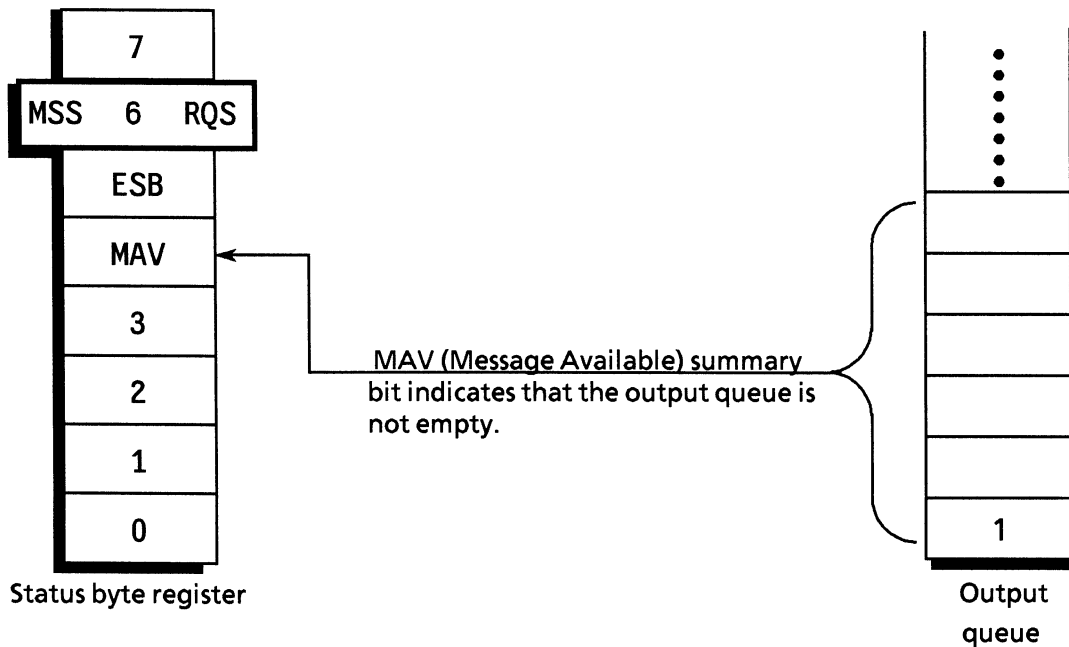 7
MSS 6 RQS
ESB
MAV
3
2
1
0
Status byte register
MAV (Message Available) summary
bit indicates that the output queue is
not empty.
1
Output
queue